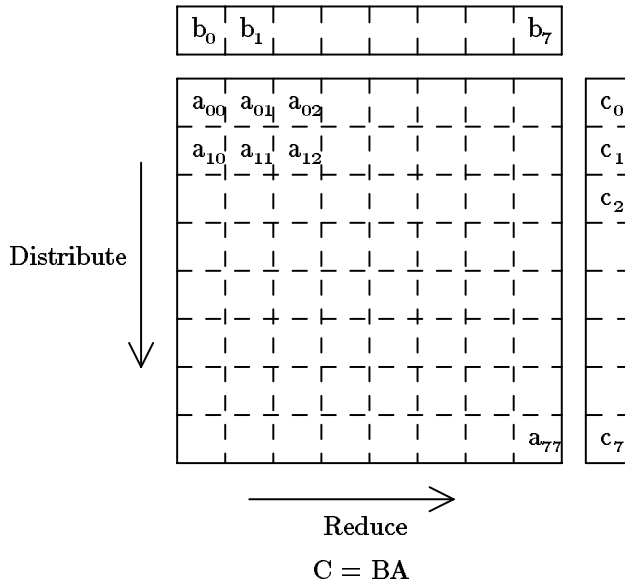 b₀ b₁ b₇
a₀₀ a₀₁ a₀₂ c₀
a₁₀ a₁₁ a₁₂ c₁
c₂
Distribute
a₇₇ c₇
Reduce
C = BA